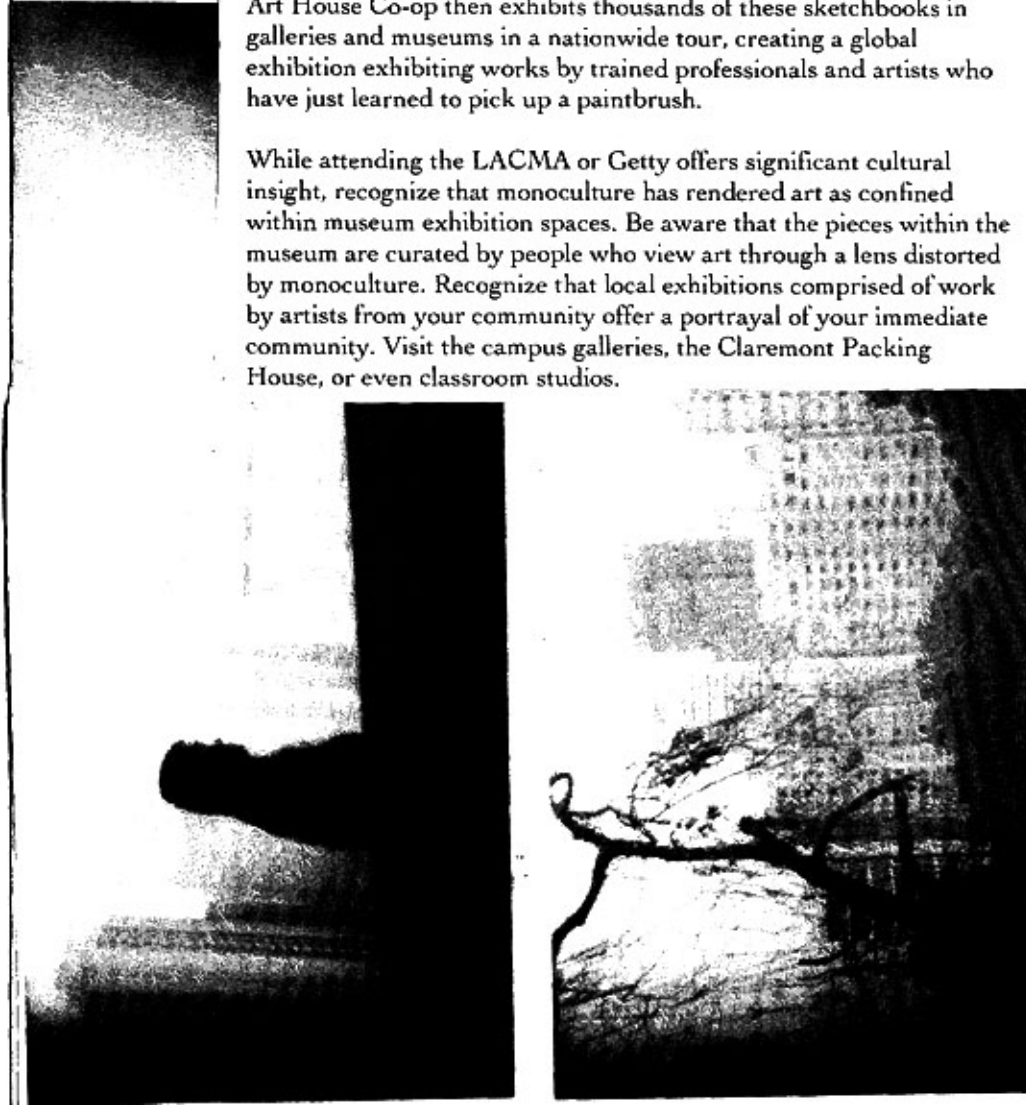 Art House Co-op then exhibits thousands of these sketchbooks in
galleries and museums in a nationwide tour, creating a global
exhibition exhibiting works by trained professionals and artists who
have just learned to pick up a paintbrush.
While attending the LACMA or Getty offers significant cultural
insight, recognize that monoculture has rendered art as confined
within museum exhibition spaces. Be aware that the pieces within the
museum are curated by people who view art through a lens distorted
by monoculture. Recognize that local exhibitions comprised of work
by artists from your community offer a portrayal of your immediate
community. Visit the campus galleries, the Claremont Packing
House, or even classroom studios.